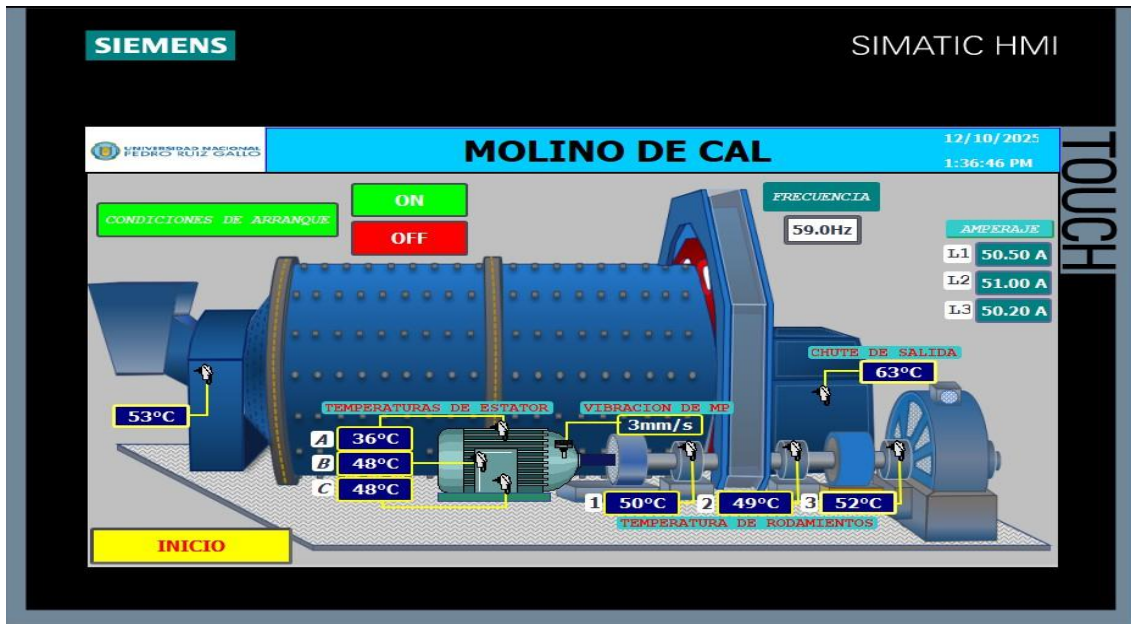 SIEMENS
SIMATIC HMI
TOUCH
UNIVERSIDAD NACIONAL
PEDRO RUIZ GALLO
MOLINO DE CAL
12/10/2025
1:36:46 PM
CONDICIONES DE ARRANQUE
ON
OFF
FRECUENCIA
59.0Hz
AMPERAJE
L1 50.50 A
L2 51.00 A
L3 50.20 A
CHUTE DE SALIDA
63°C
53°C
TEMPERATURAS DE ESTATOR
A 36°C
B 48°C
C 48°C
VIBRACION DE MP
3mm/s
1 50°C 2 49°C 3 52°C
TEMPERATURA DE RODAMIENTOS
INICIO